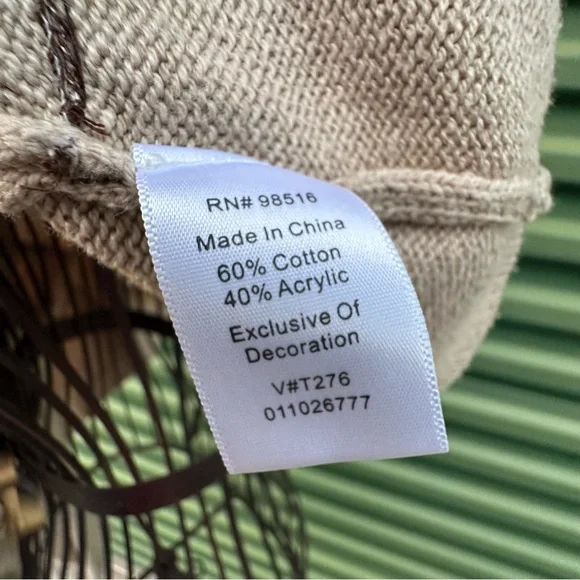 RN# 98516
Made In China
60% Cotton
40% Acrylic
Exclusive Of
Decoration
V#T276
011026777